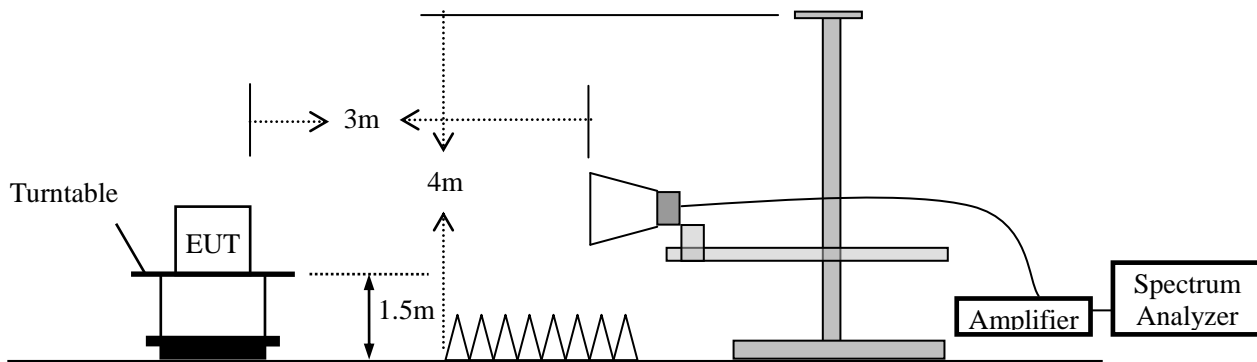 3m
4m
Turntable
EUT
1.5m
Amplifier
Spectrum
Analyzer